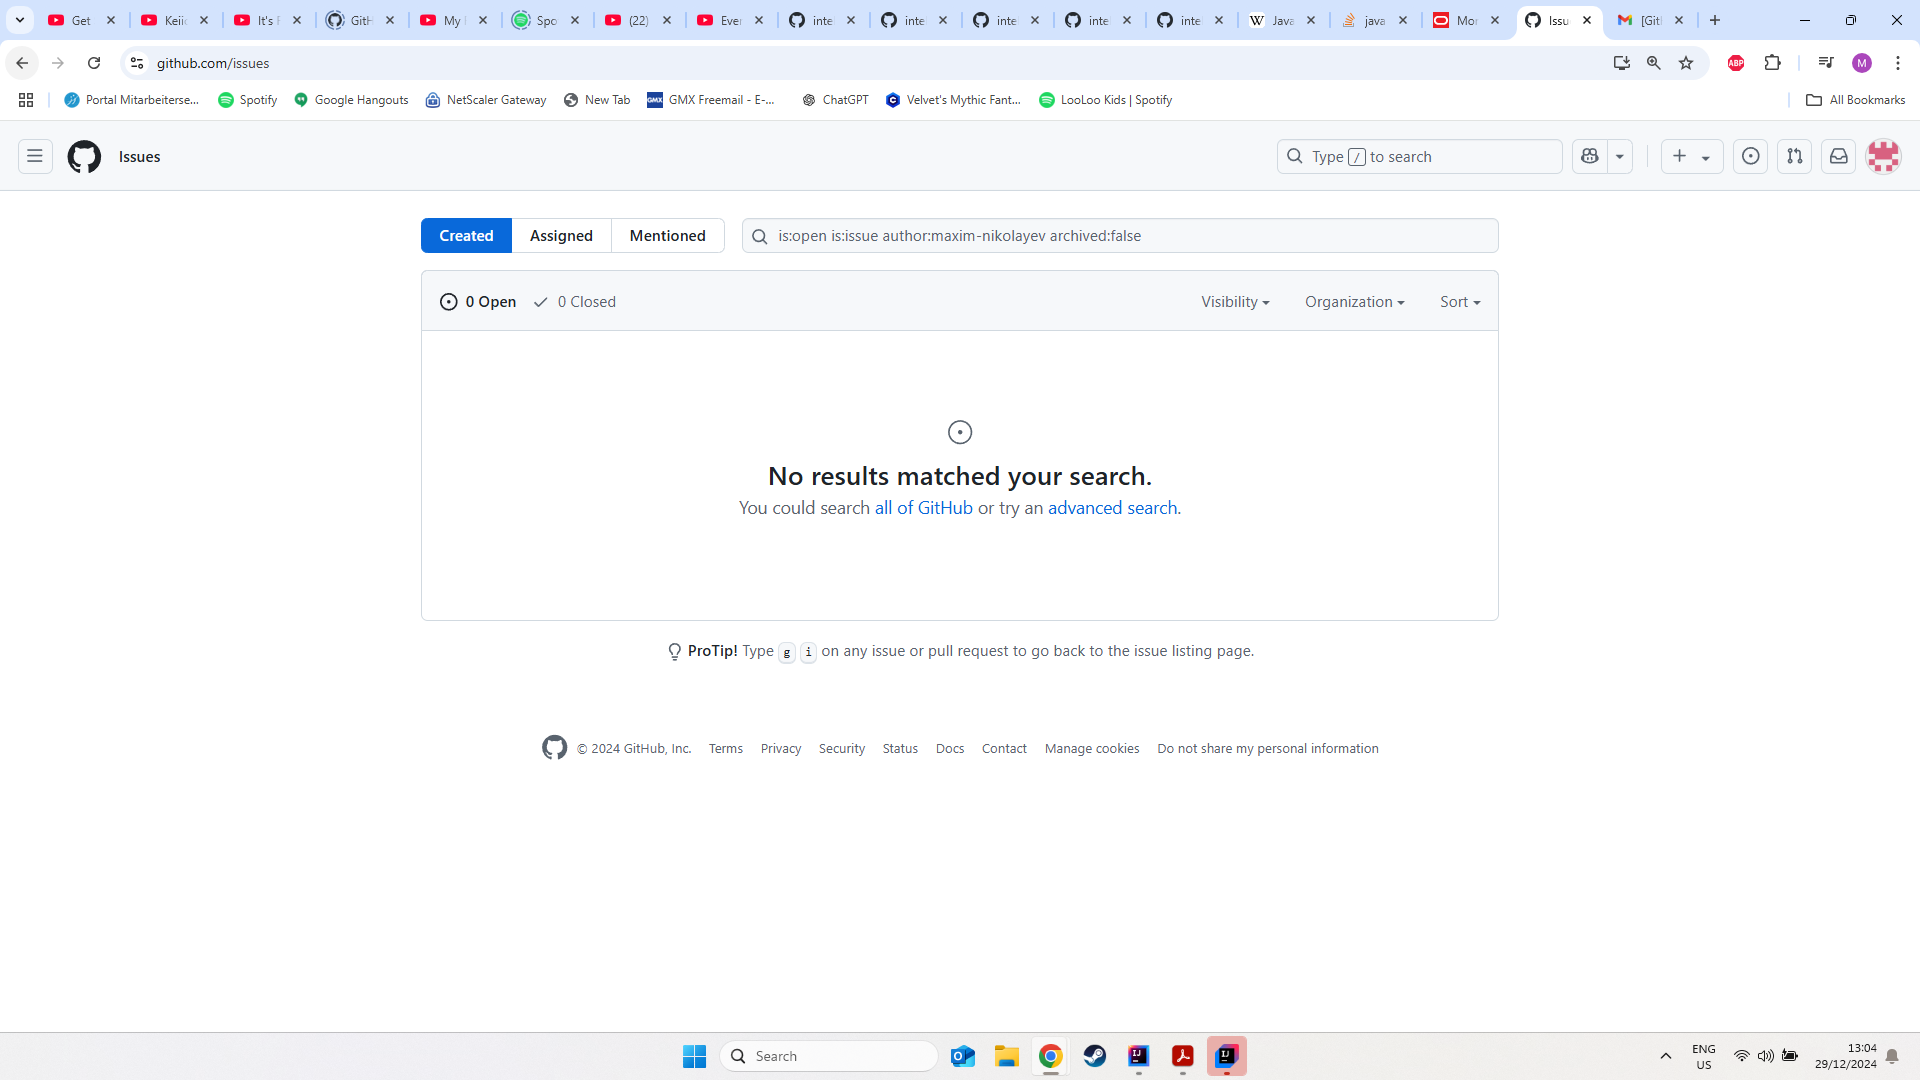 Get
Keiic
It's F
GitH
My I
Spo
(22)
Ever
inte
inte
inte
inte
inte
Java
java
Mor
Issu
[Gitl
github.com/issues
ABP
M
Portal Mitarbeiterse...
Spotify
Google Hangouts
NetScaler Gateway
New Tab
GMX
GMX Freemail - E-...
ChatGPT
Velvet's Mythic Fant...
LooLoo Kids | Spotify
All Bookmarks
Issues
Type / to search
Created
Assigned
Mentioned
is:open is:issue author:maxim-nikolayev archived:false
0 Open
0 Closed
Visibility
Organization
Sort
No results matched your search.
You could search all of GitHub or try an advanced search.
ProTip! Type g i on any issue or pull request to go back to the issue listing page.
© 2024 GitHub, Inc.
Terms
Privacy
Security
Status
Docs
Contact
Manage cookies
Do not share my personal information
Search
ENG
US
13:04
29/12/2024